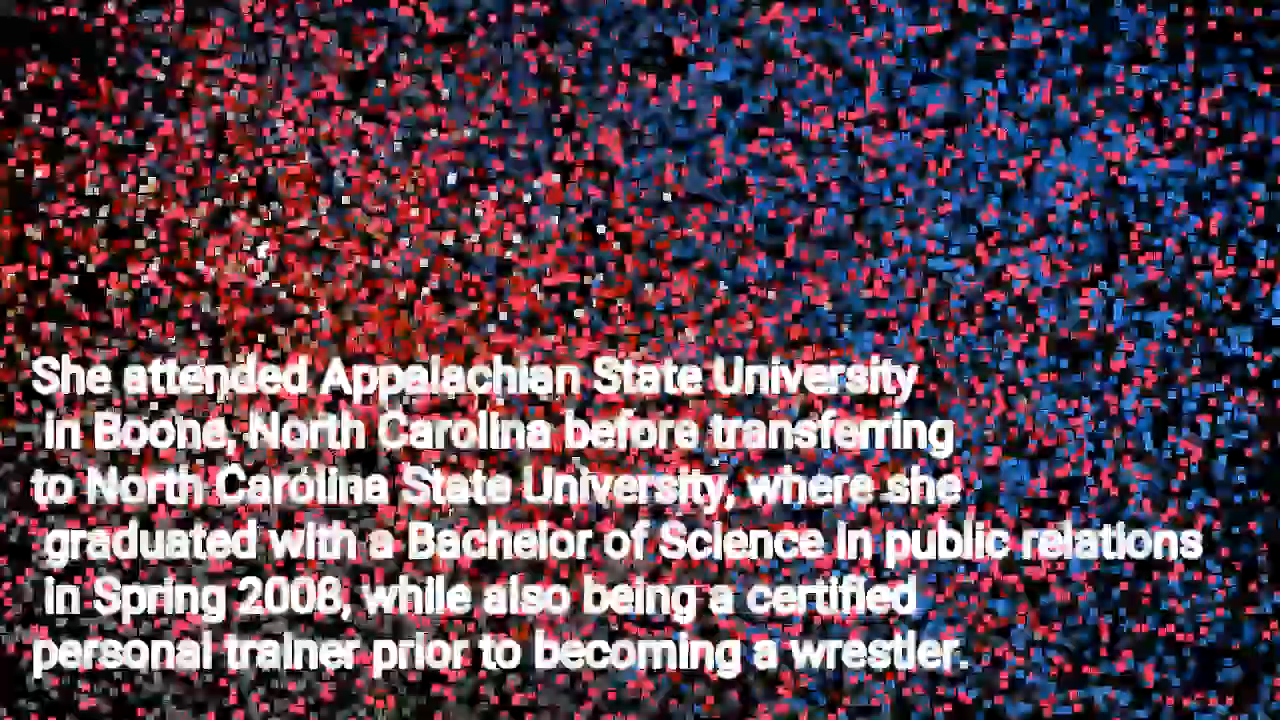 She attended Appalachian State University
in Boone, North Carolina before transferring
to North Carolina State University, where she
graduated with a Bachelor of Science in public relations
in Spring 2008, while also being a certified
personal trainer prior to becoming a wrestler.